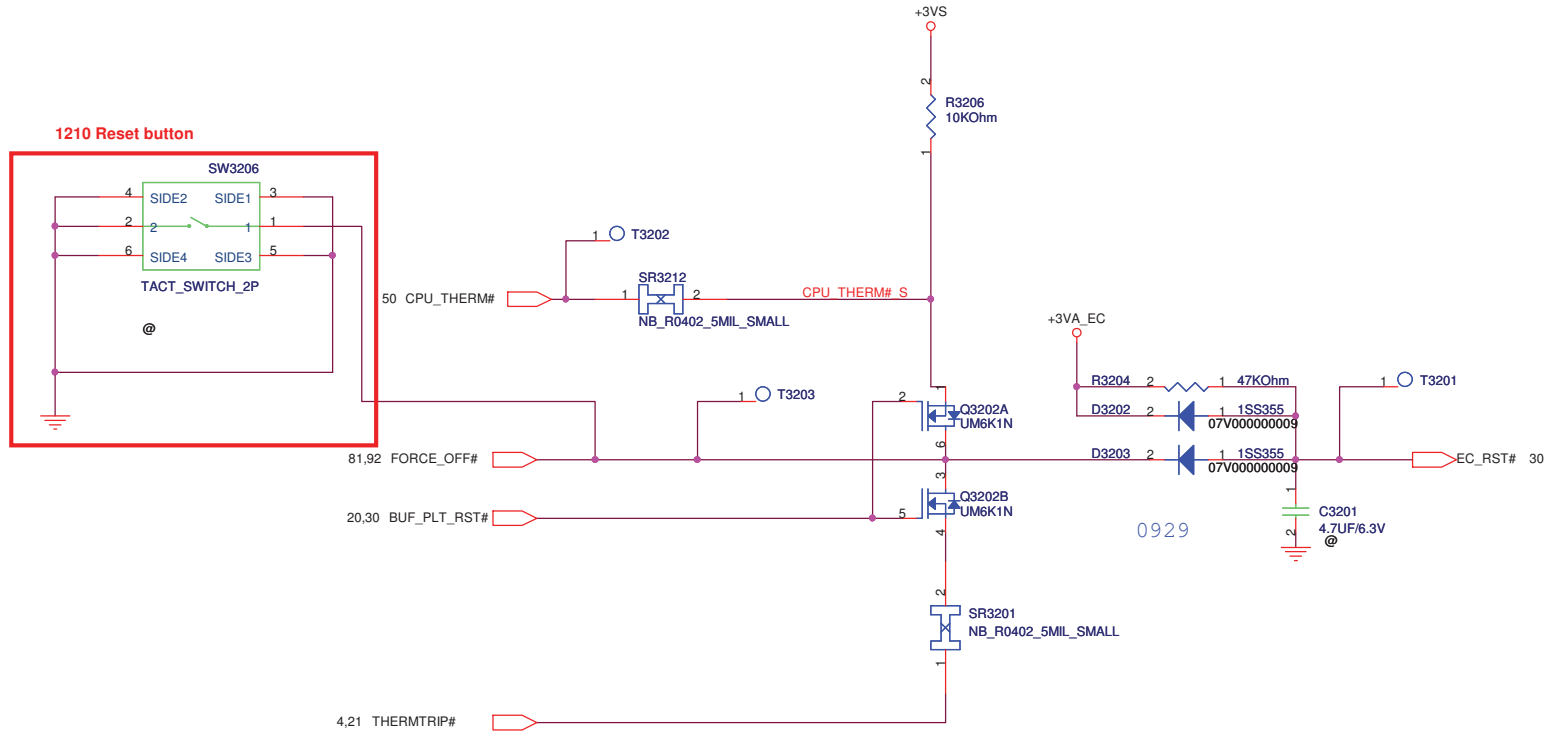 +3VS
2
R3206
10KOhm
1
1210 Reset button
SW3206
4 SIDE2 SIDE1 3
2 2 1 1
6 SIDE4 SIDE3 5
TACT_SWITCH_2P
@
1 T3202
SR3212
50 CPU_THERM# 1 2 CPU_THERM#_S
NB_R0402_5MIL_SMALL
+3VA_EC
R3204 2 1 47KOhm
1 T3201
1 T3203
D3202 2 1 1SS355
07V000000009
1
2 Q3202A
UM6K1N
6
81,92 FORCE_OFF#
D3203 2 1 1SS355
07V000000009
EC_RST# 30
3
Q3202B
UM6K1N
20,30 BUF_PLT_RST# 5
4
1
C3201
4.7UF/6.3V
2
@
0929
2
SR3201
NB_R0402_5MIL_SMALL
1
4,21 THERMTRIP#